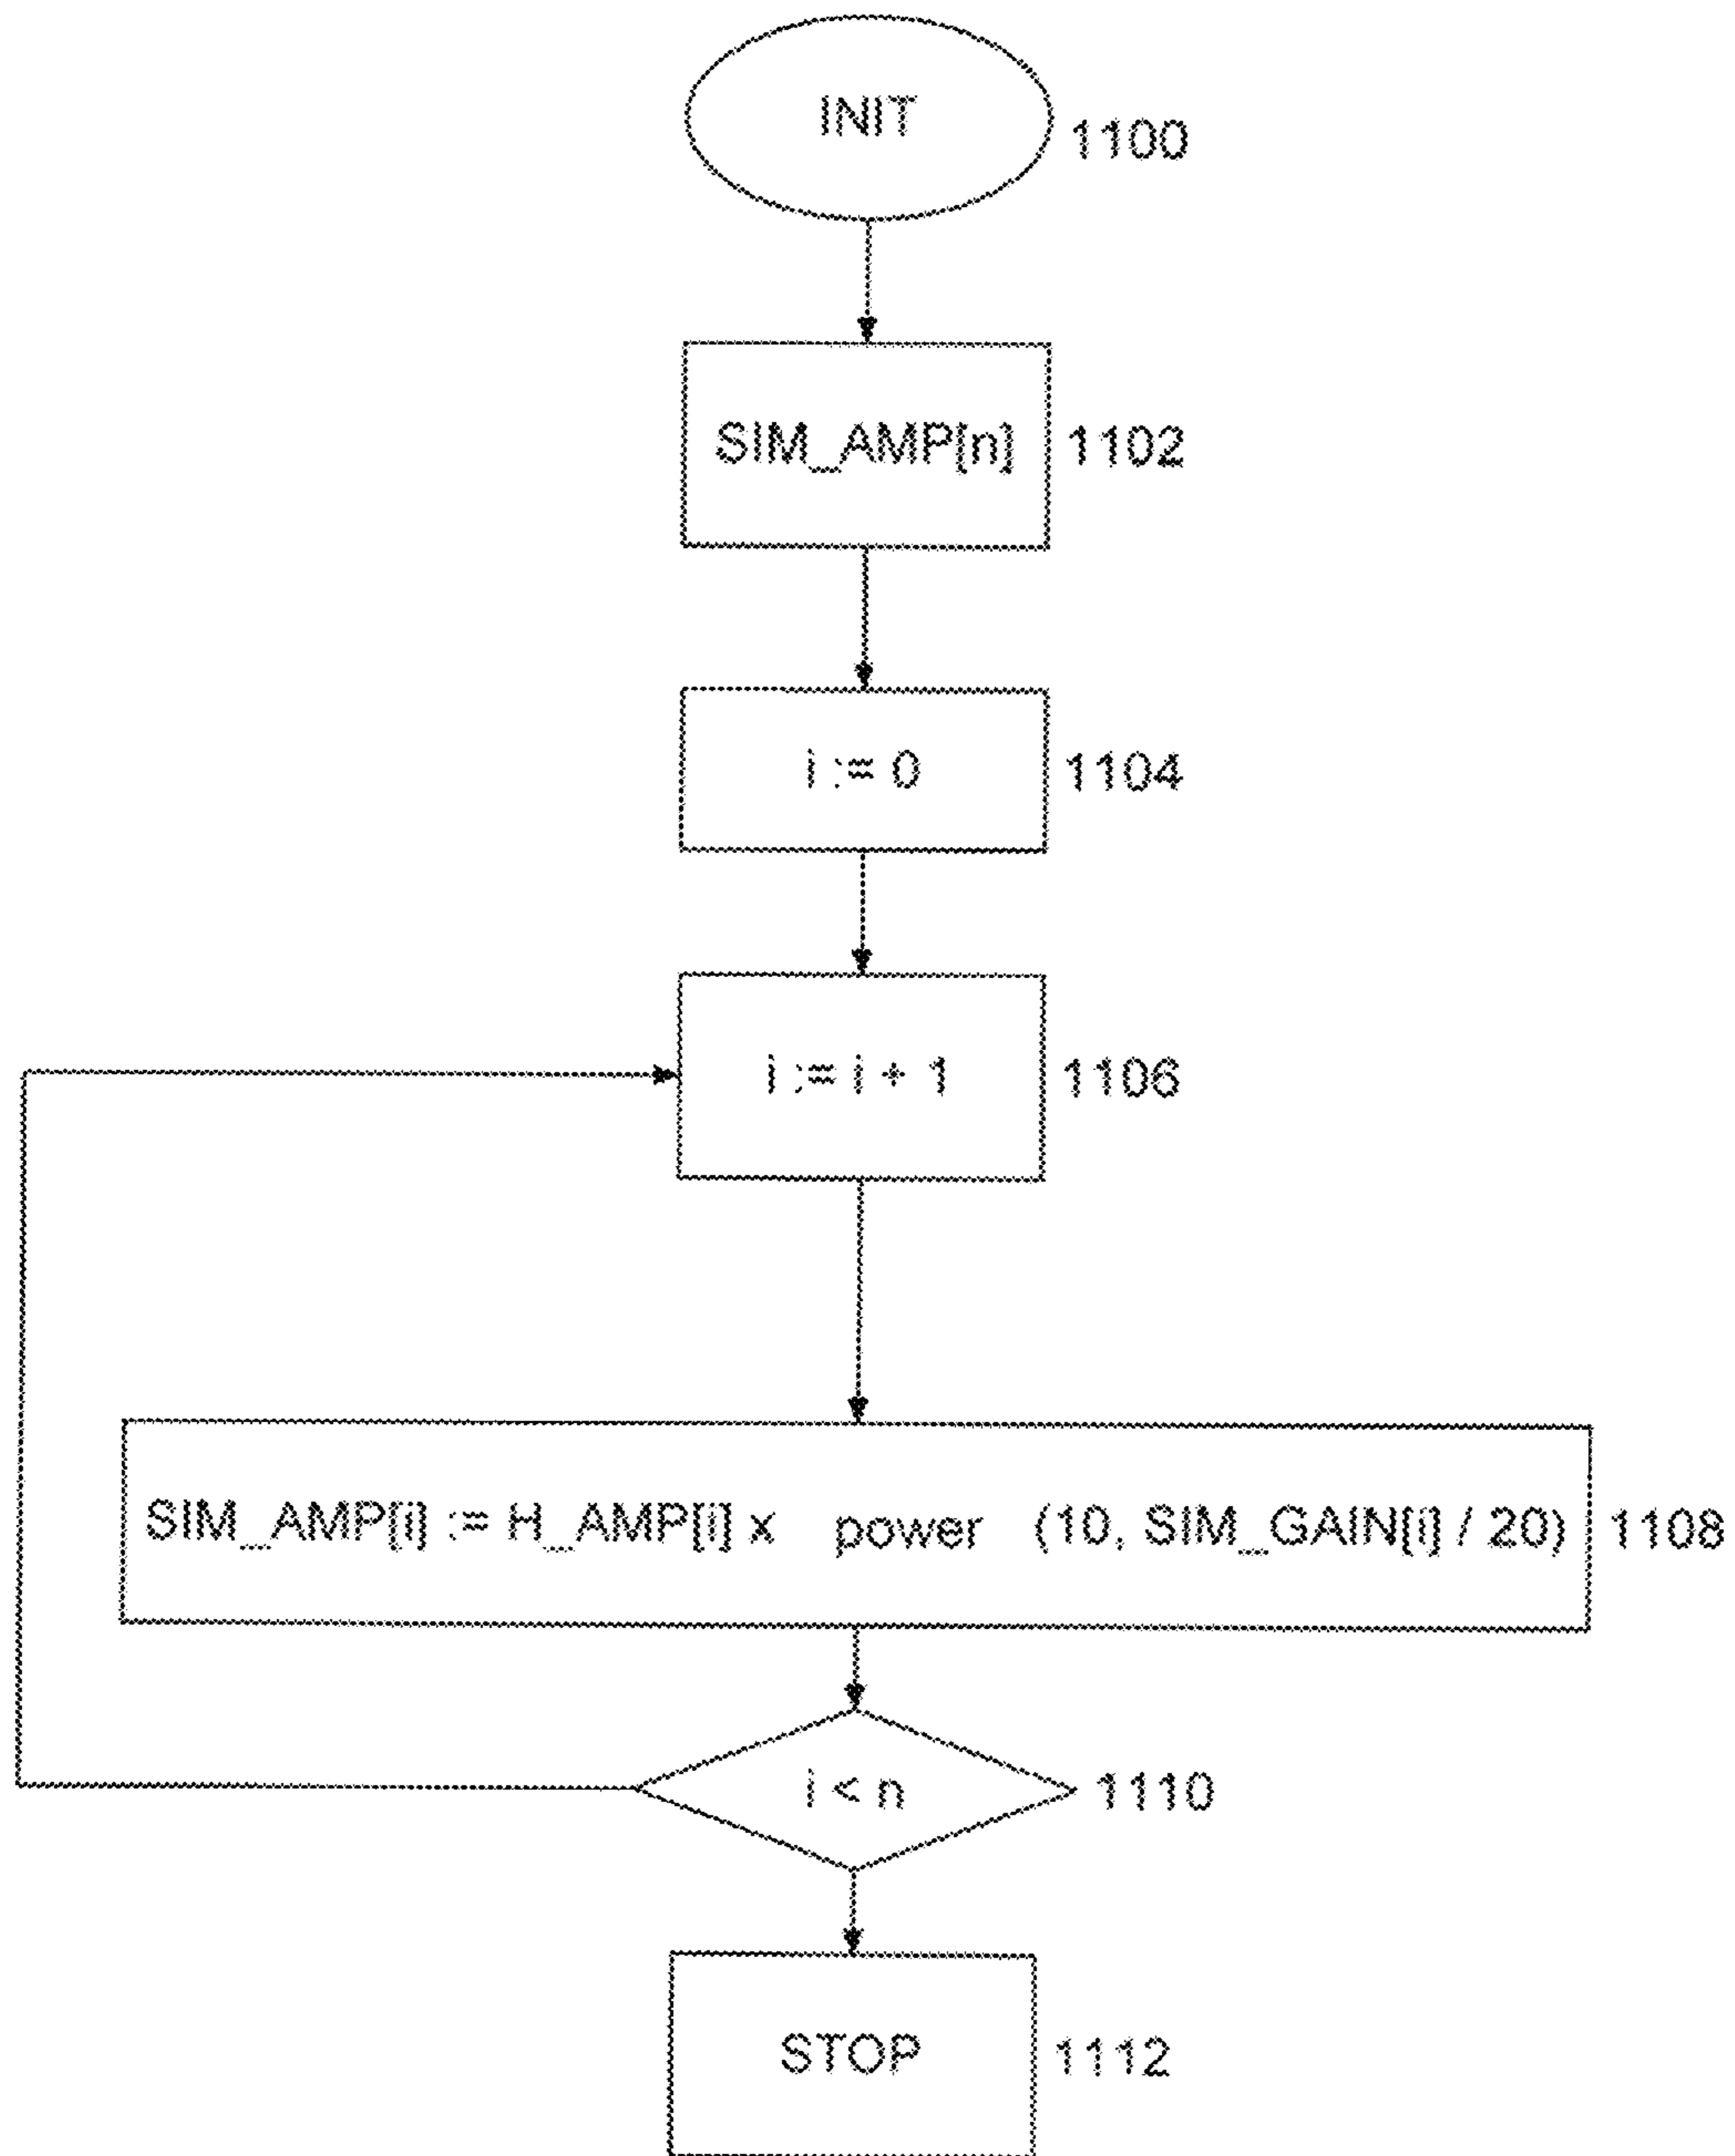 INIT
1100
SIM_AMP[n]
1102
i := 0
1104
i := i + 1
1106
SIM_AMP[i] := H_AMP[i] x power (10, SIM_GAIN[i] / 20)
1108
i < n
1110
STOP
1112